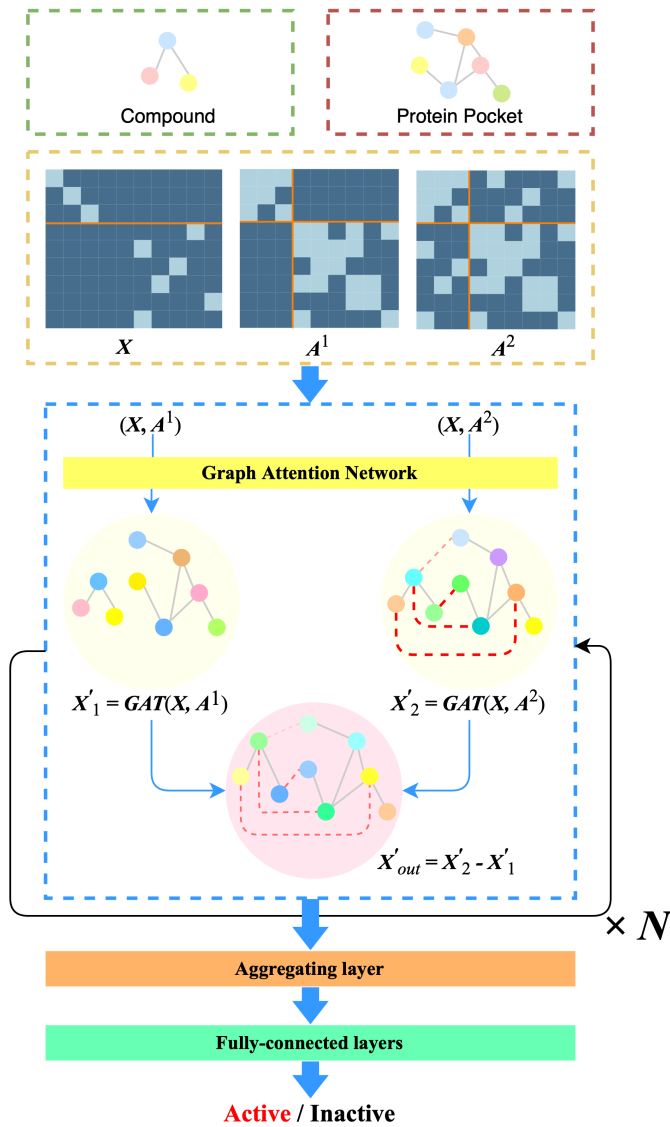 Compound
Protein Pocket
X
A¹
A²
(X, A¹)
(X, A²)
Graph Attention Network
X′₁ = GAT(X, A¹)
X′₂ = GAT(X, A²)
X′ₒᵤₜ = X′₂ - X′₁
× N
Aggregating layer
Fully-connected layers
Active / Inactive